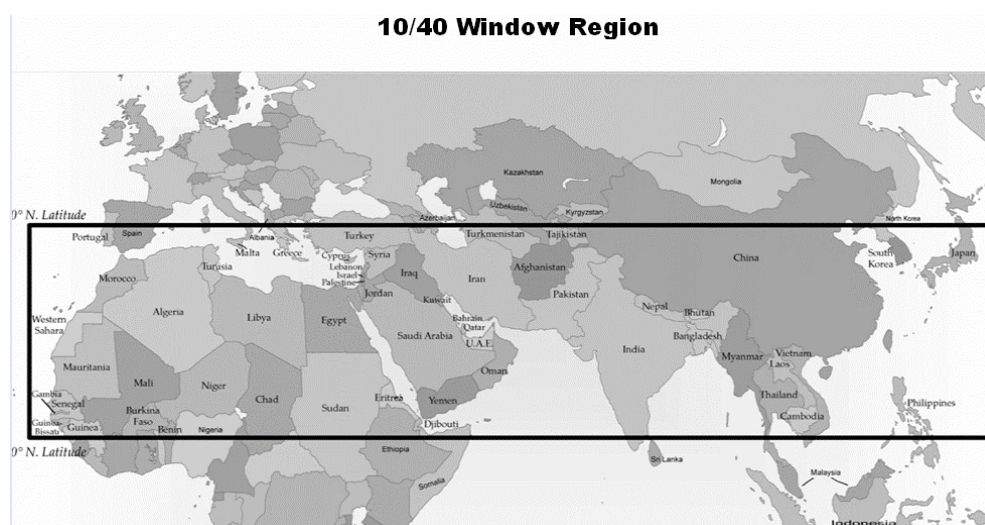 10/40 Window Region
Kazakhstan
Mongolia
Uzbekistan
Kyrgyzstan
0° N. Latitude
Azerbaijan
North Korea
Portugal
Spain
Albania
Turkey
Turkmenistan
Tajikistan
Malta
Greece
Cyprus
Syria
China
South
Korea
Japan
Tunisia
Lebanon
Israel
Palestine
Iraq
Iran
Afghanistan
Morocco
Jordan
Kuwait
Pakistan
Algeria
Libya
Egypt
Bahrain
Qatar
U.A.E.
Nepal
Bhutan
Western
Sahara
Saudi Arabia
Bangladesh
India
Myanmar
Vietnam
Laos
Mauritania
Mali
Niger
Chad
Oman
Gambia
Senegal
Sudan
Eritrea
Yemen
Thailand
Philippines
Burkina
Faso
Cambodia
Guinea-
Bissau
Guinea
Benin
Nigeria
Djibouti
0° N. Latitude
Ethiopia
Sri Lanka
Somalia
Malaysia
Indonesia